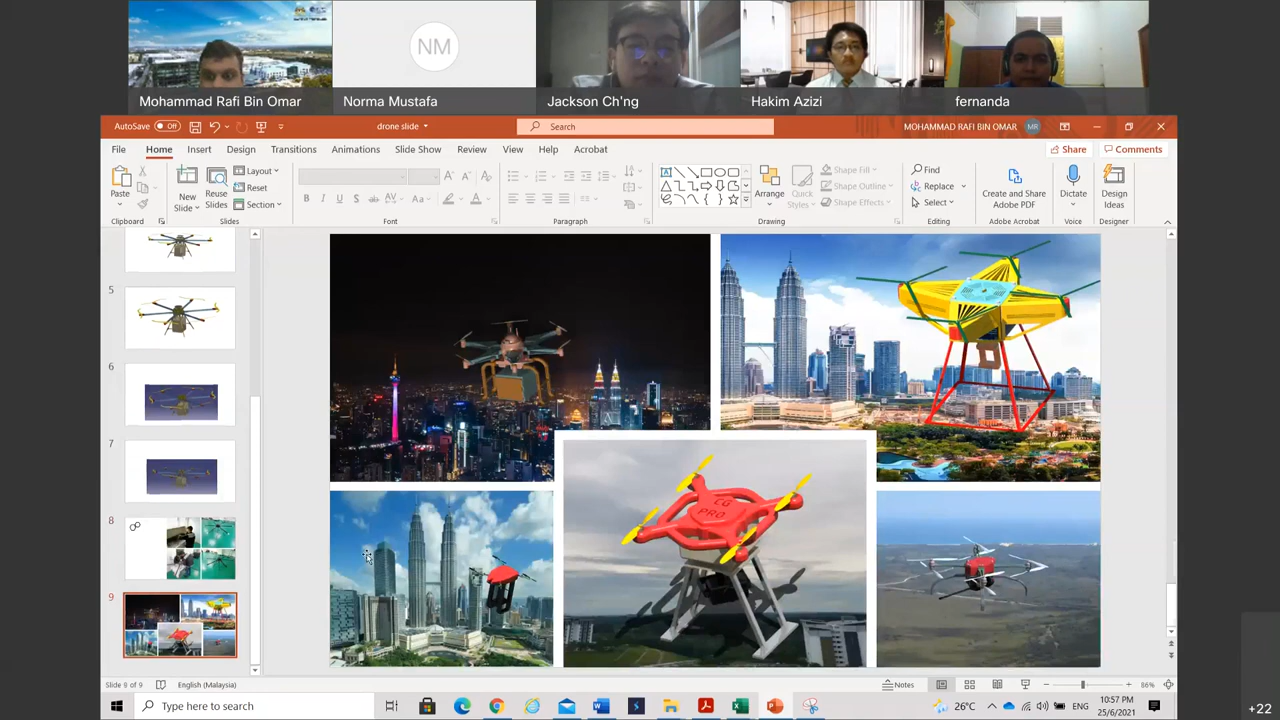 NM
Mohammad Rafi Bin Omar
Norma Mustafa
Jackson Ch'ng
Hakim Azizi
fernanda
AutoSave Off
drone slide
Search
MOHAMMAD RAFI BIN OMAR
MR
File Home Insert Design Transitions Animations Slide Show Review View Help Acrobat
Share
Comments
Paste
Clipboard
New Slide
Reuse Slides
Layout
Reset
Section
Slides
Font
Paragraph
Arrange
Quick Styles
Shape Fill
Shape Outline
Shape Effects
Drawing
Find
Replace
Select
Editing
Create and Share Adobe PDF
Adobe Acrobat
Dictate
Voice
Design Ideas
Designer
5
6
7
8
9
CG
PRO
Slide 9 of 9
English (Malaysia)
Notes
86%
Type here to search
26°C
10:57 PM
25/6/2021
+22